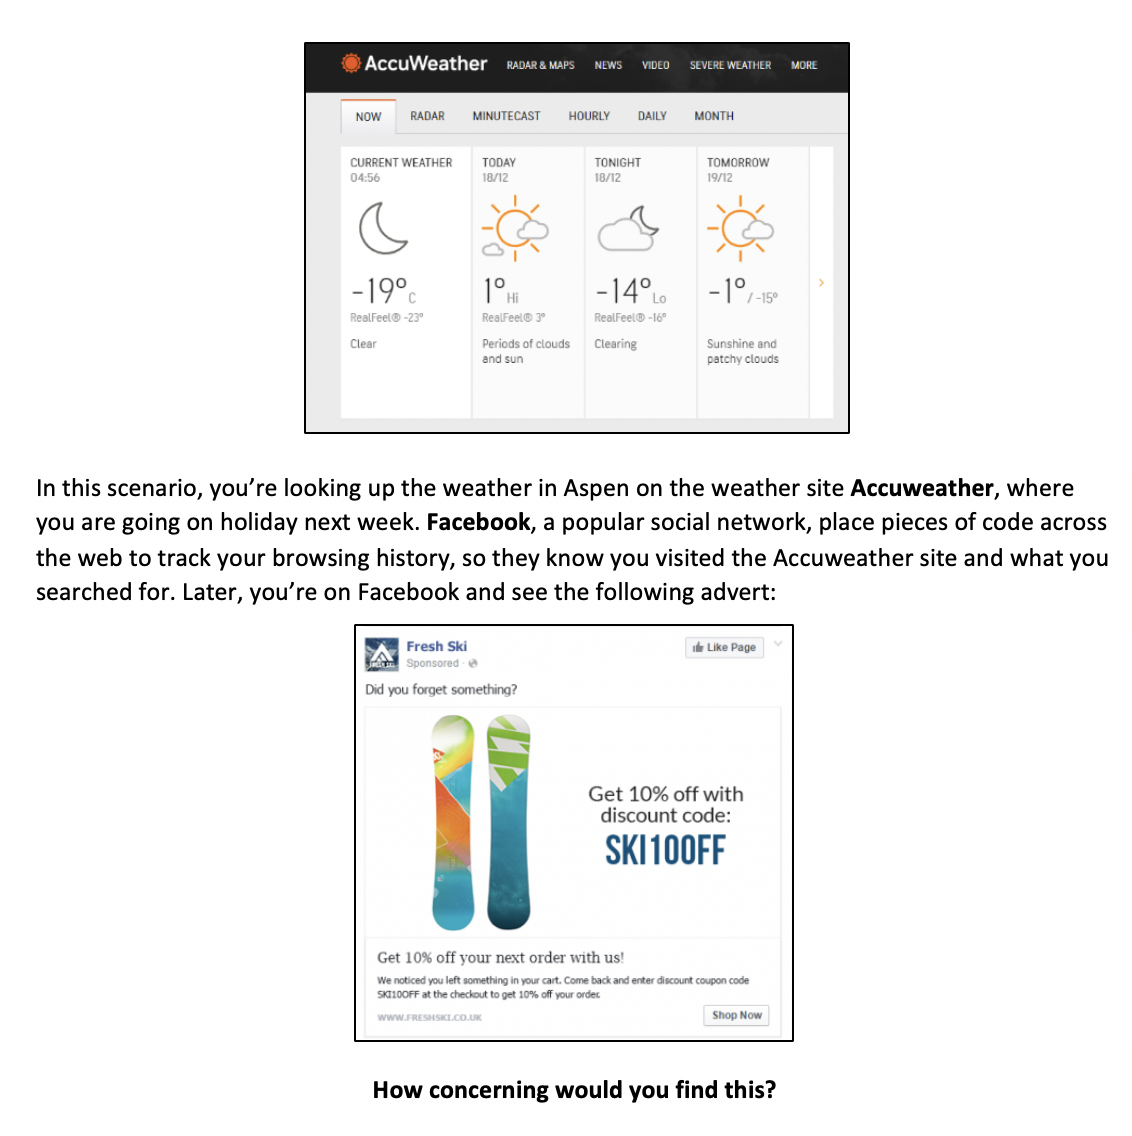 AccuWeather RADAR & MAPS NEWS VIDEO SEVERE WEATHER MORE
NOW RADAR MINUTECAST HOURLY DAILY MONTH
CURRENT WEATHER
04:56
-19°C
RealFeel® -23°
Clear
TODAY
18/12
1° Hi
RealFeel® 3°
Periods of clouds
and sun
TONIGHT
18/12
-14° Lo
RealFeel® -16°
Clearing
TOMORROW
19/12
-1° / -15°
Sunshine and
patchy clouds
In this scenario, you’re looking up the weather in Aspen on the weather site Accuweather, where
you are going on holiday next week. Facebook, a popular social network, place pieces of code across
the web to track your browsing history, so they know you visited the Accuweather site and what you
searched for. Later, you’re on Facebook and see the following advert:
Fresh Ski
Sponsored ·
Like Page
Did you forget something?
Get 10% off with
discount code:
SKI10OFF
Get 10% off your next order with us!
We noticed you left something in your cart. Come back and enter discount coupon code
SKI10OFF at the checkout to get 10% off your order.
WWW.FRESHSKI.CO.UK
Shop Now
How concerning would you find this?